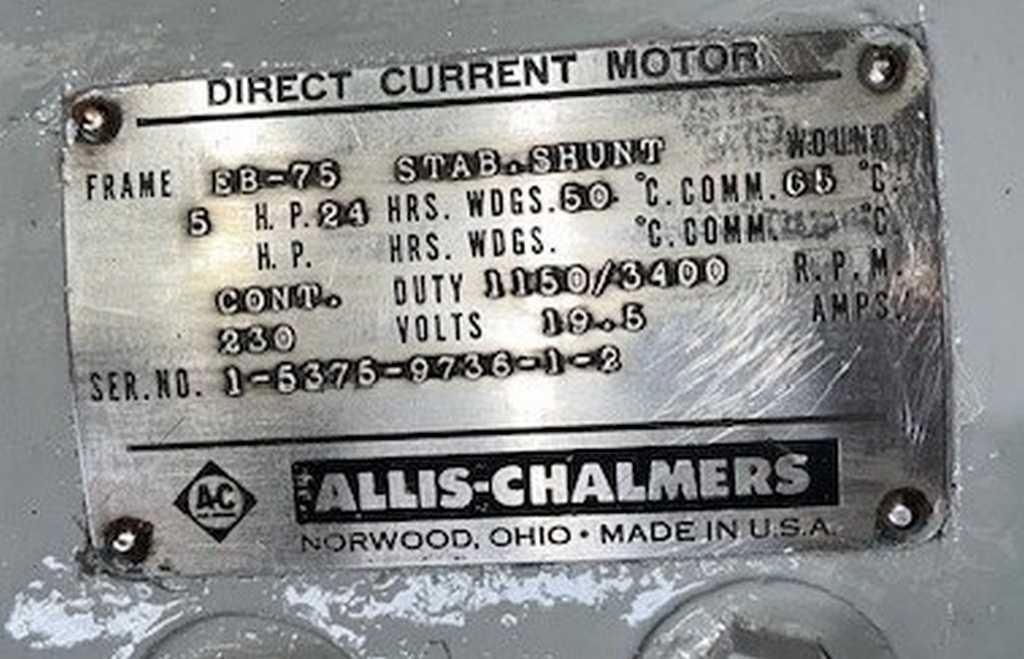 DIRECT CURRENT MOTOR
FRAME EB-75 STAB.SHUNT WOUND
5 H.P. 24 HRS. WDGS. 50 °C. COMM. 65 °C.
H.P. HRS. WDGS. °C. COMM. °C.
CONT. DUTY 1150/3400 R.P.M.
230 VOLTS 19.5 AMPS.
SER.NO. 1-5375-9736-1-2
A-C ALLIS-CHALMERS
NORWOOD, OHIO • MADE IN U.S.A.